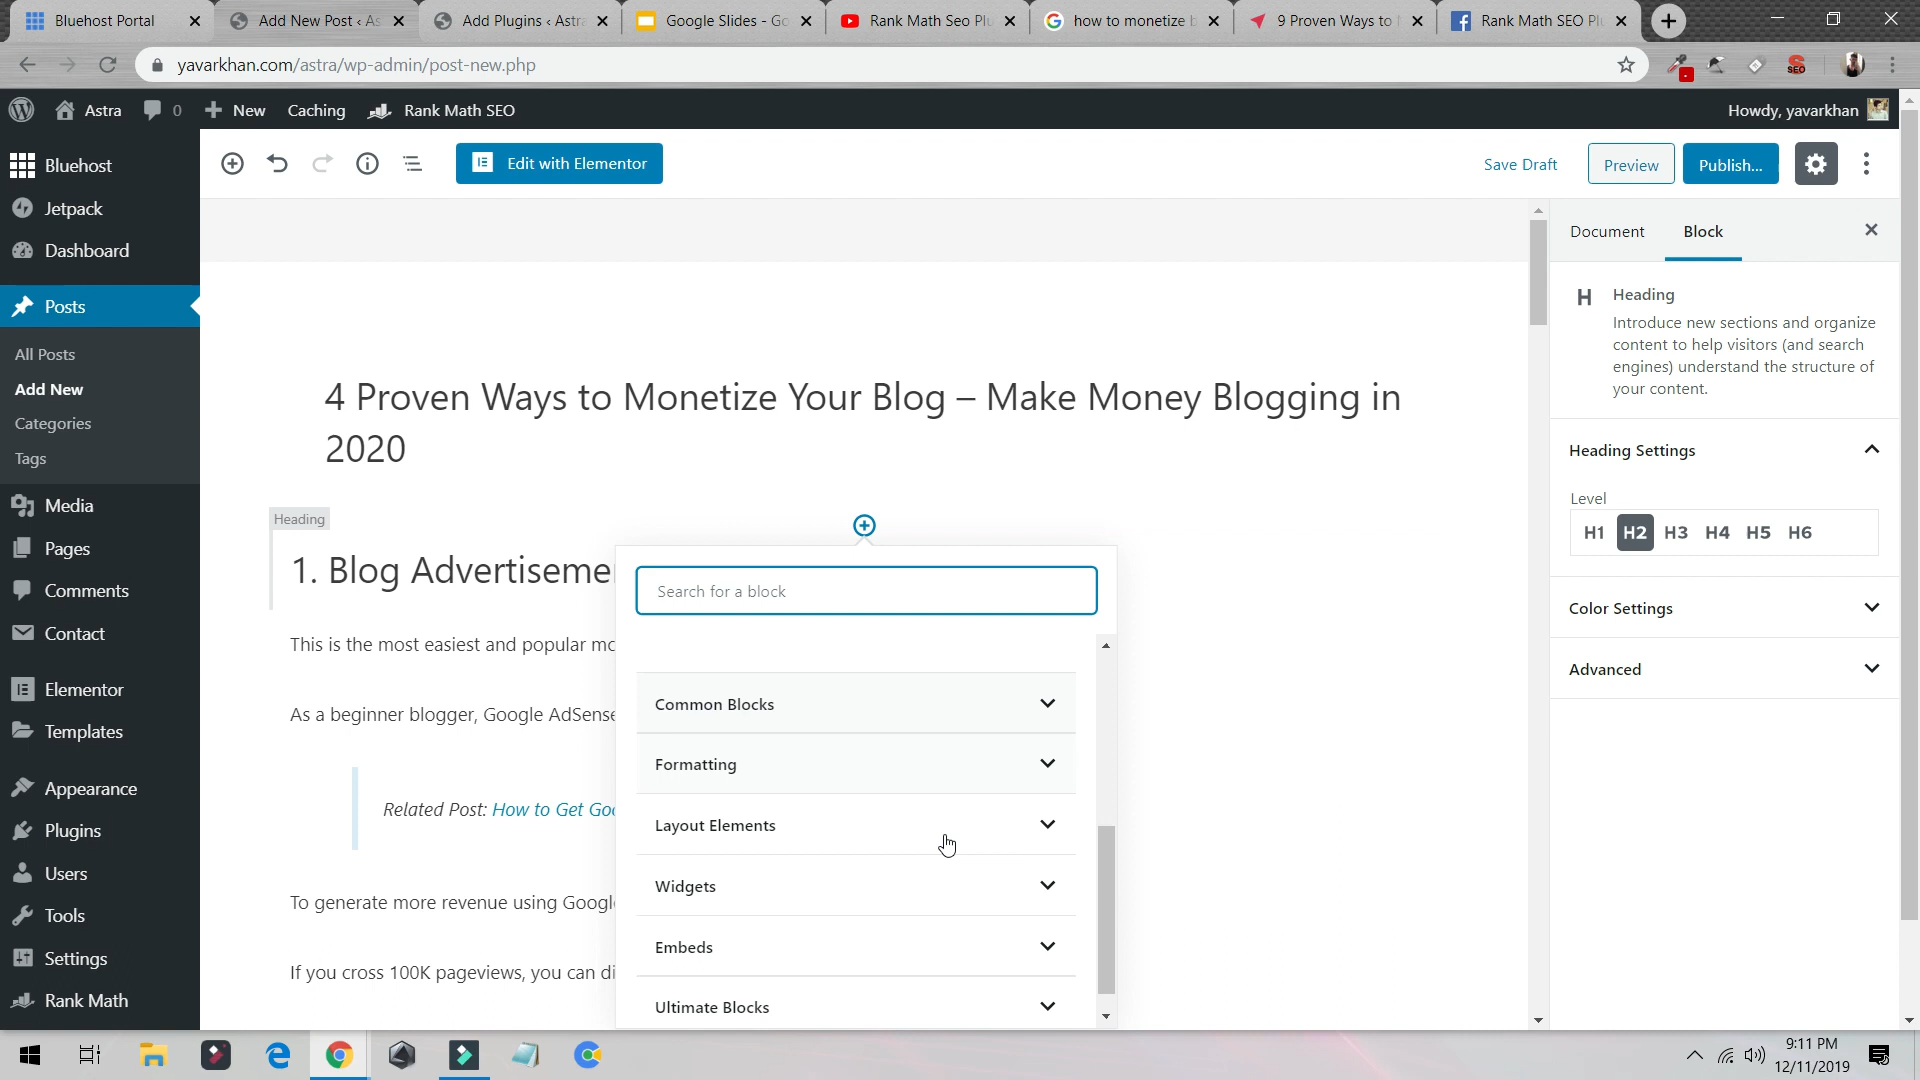 Bluehost Portal
Add New Post ‹ As
Add Plugins ‹ Astra
Google Slides - Go
Rank Math Seo Plu
how to monetize b
9 Proven Ways to
Rank Math SEO Pl
yavarkhan.com/astra/wp-admin/post-new.php
SEO
Astra
0
New
Caching
Rank Math SEO
Howdy, yavarkhan
Bluehost
Jetpack
Dashboard
Posts
All Posts
Add New
Categories
Tags
Media
Pages
Comments
Contact
Elementor
Templates
Appearance
Plugins
Users
Tools
Settings
Rank Math
Edit with Elementor
Save Draft
Preview
Publish...
4 Proven Ways to Monetize Your Blog – Make Money Blogging in
2020
Heading
1. Blog Advertisemen
This is the most easiest and popular mo
As a beginner blogger, Google AdSense
Related Post: How to Get Goo
To generate more revenue using Googl
If you cross 100K pageviews, you can di
Search for a block
Common Blocks
Formatting
Layout Elements
Widgets
Embeds
Ultimate Blocks
Document
Block
H
Heading
Introduce new sections and organize
content to help visitors (and search
engines) understand the structure of
your content.
Heading Settings
Level
H1 H2 H3 H4 H5 H6
Color Settings
Advanced
9:11 PM
12/11/2019